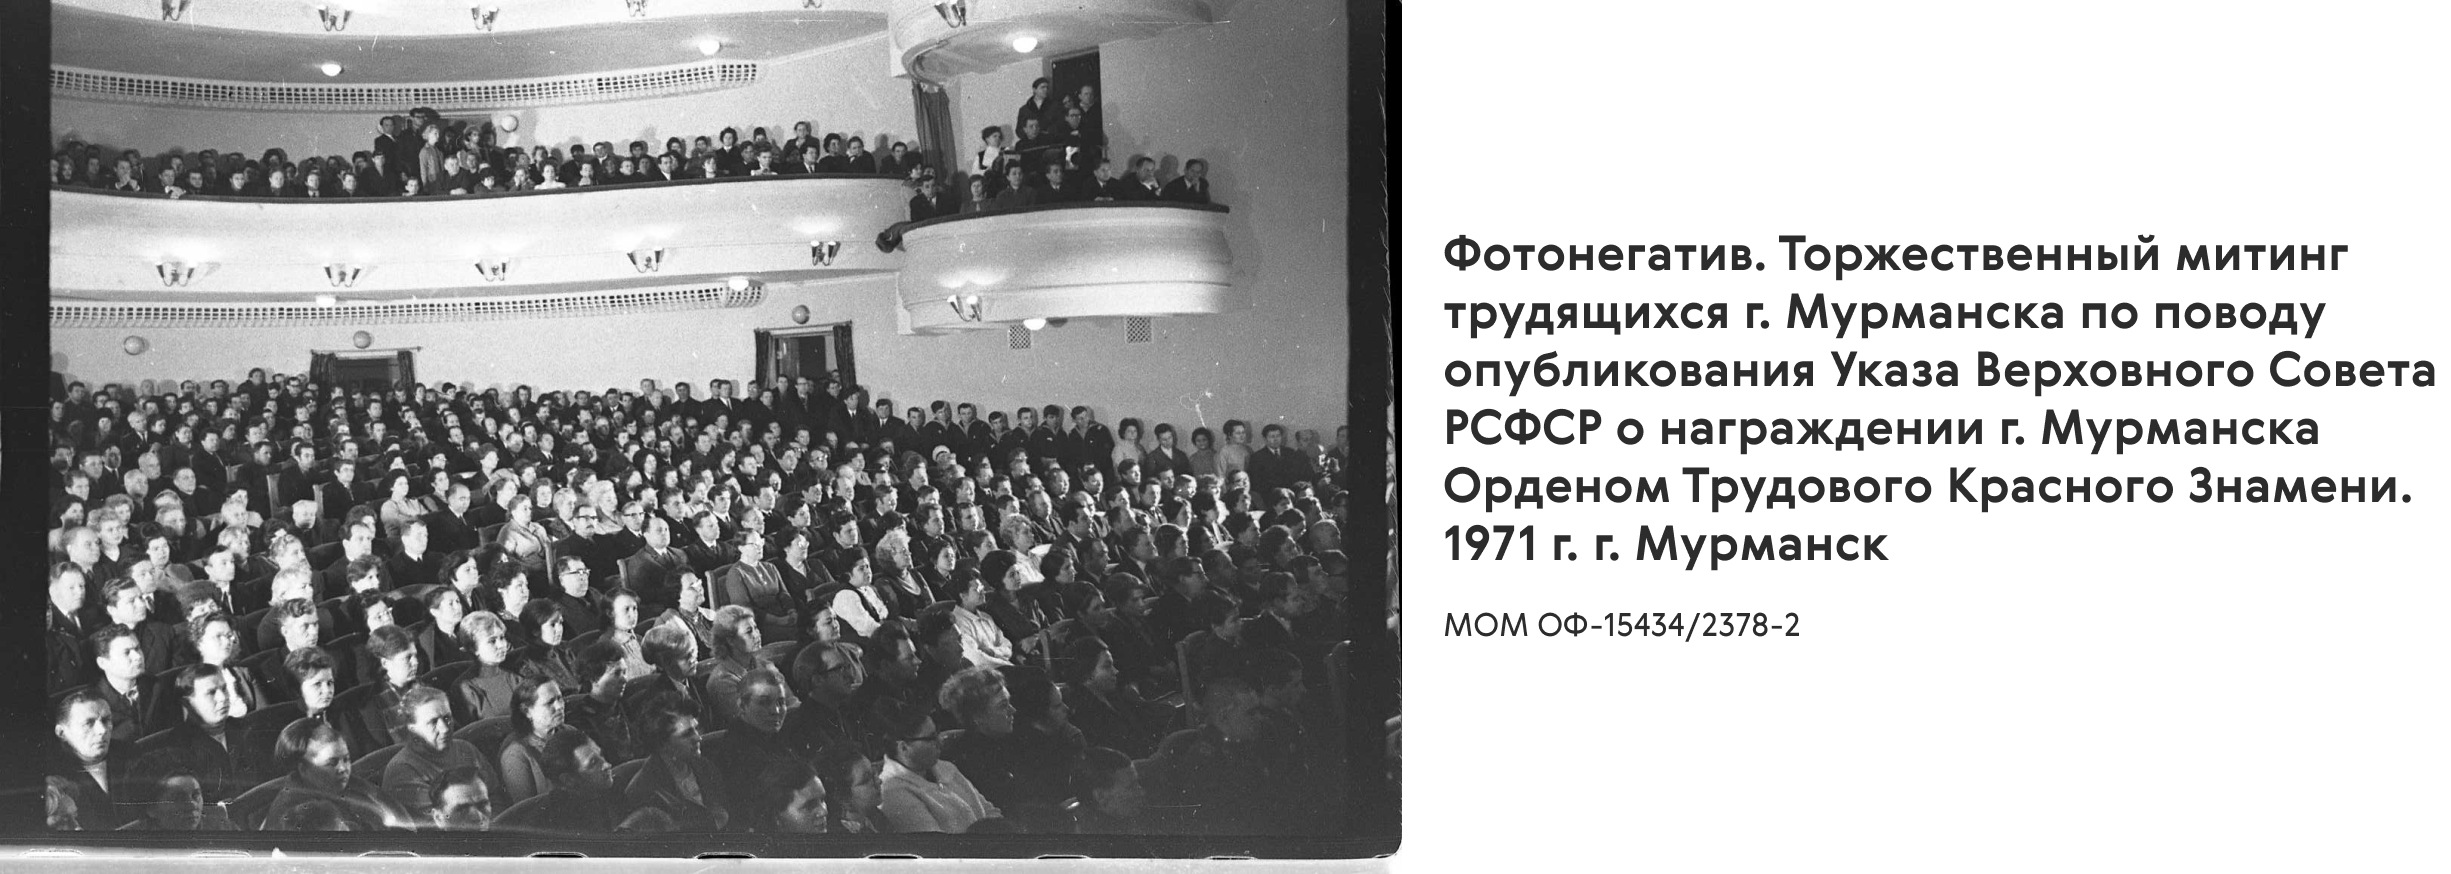 Фотонегатив. Торжественный митинг
трудящихся г. Мурманска по поводу
опубликования Указа Верховного Совета
РСФСР о награждении г. Мурманска
Орденом Трудового Красного Знамени.
1971 г. г. Мурманск
МОМ ОФ-15434/2378-2